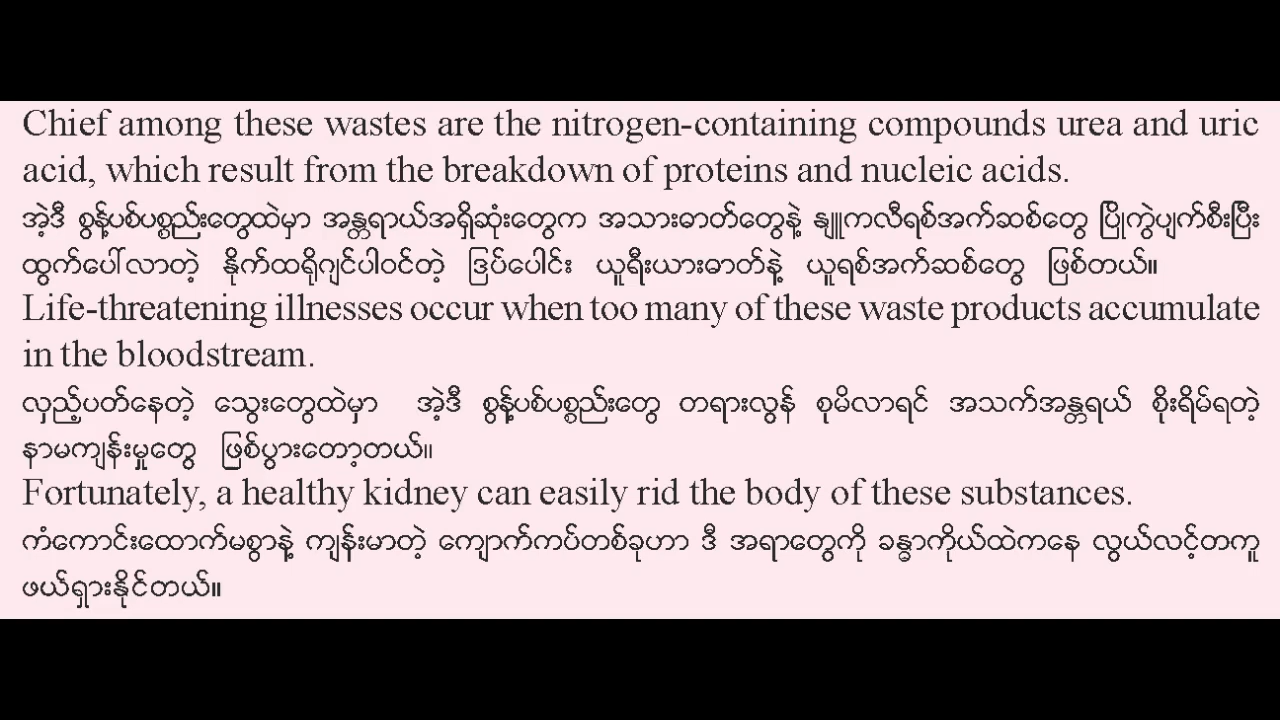 Chief among these wastes are the nitrogen-containing compounds urea and uric
acid, which result from the breakdown of proteins and nucleic acids.
အဲ့ဒီ စွန့်ပစ်ပစ္စည်းတွေထဲမှာ အန္တရာယ်အရှိဆုံးတွေက အသားဓာတ်တွေနဲ့ နျူကလီရစ်အက်ဆစ်တွေ ပြိုကွဲပျက်စီးပြီး
ထွက်ပေါ်လာတဲ့ နိုက်ထရိုဂျင်ပါဝင်တဲ့ ဒြပ်ပေါင်း ယူရီးယားဓာတ်နဲ့ ယူရစ်အက်ဆစ်တွေ ဖြစ်တယ်။
Life-threatening illnesses occur when too many of these waste products accumulate
in the bloodstream.
လှည့်ပတ်နေတဲ့ သွေးတွေထဲမှာ အဲ့ဒီ စွန့်ပစ်ပစ္စည်းတွေ တရားလွန် စုမိလာရင် အသက်အန္တရယ် စိုးရိမ်ရတဲ့
နာမကျန်းမှုတွေ ဖြစ်ပွားတော့တယ်။
Fortunately, a healthy kidney can easily rid the body of these substances.
ကံကောင်းထောက်မစွာနဲ့ ကျန်းမာတဲ့ ကျောက်ကပ်တစ်ခုဟာ ဒီ အရာတွေကို ခန္ဓာကိုယ်ထဲကနေ လွယ်လင့်တကူ
ဖယ်ရှားနိုင်တယ်။